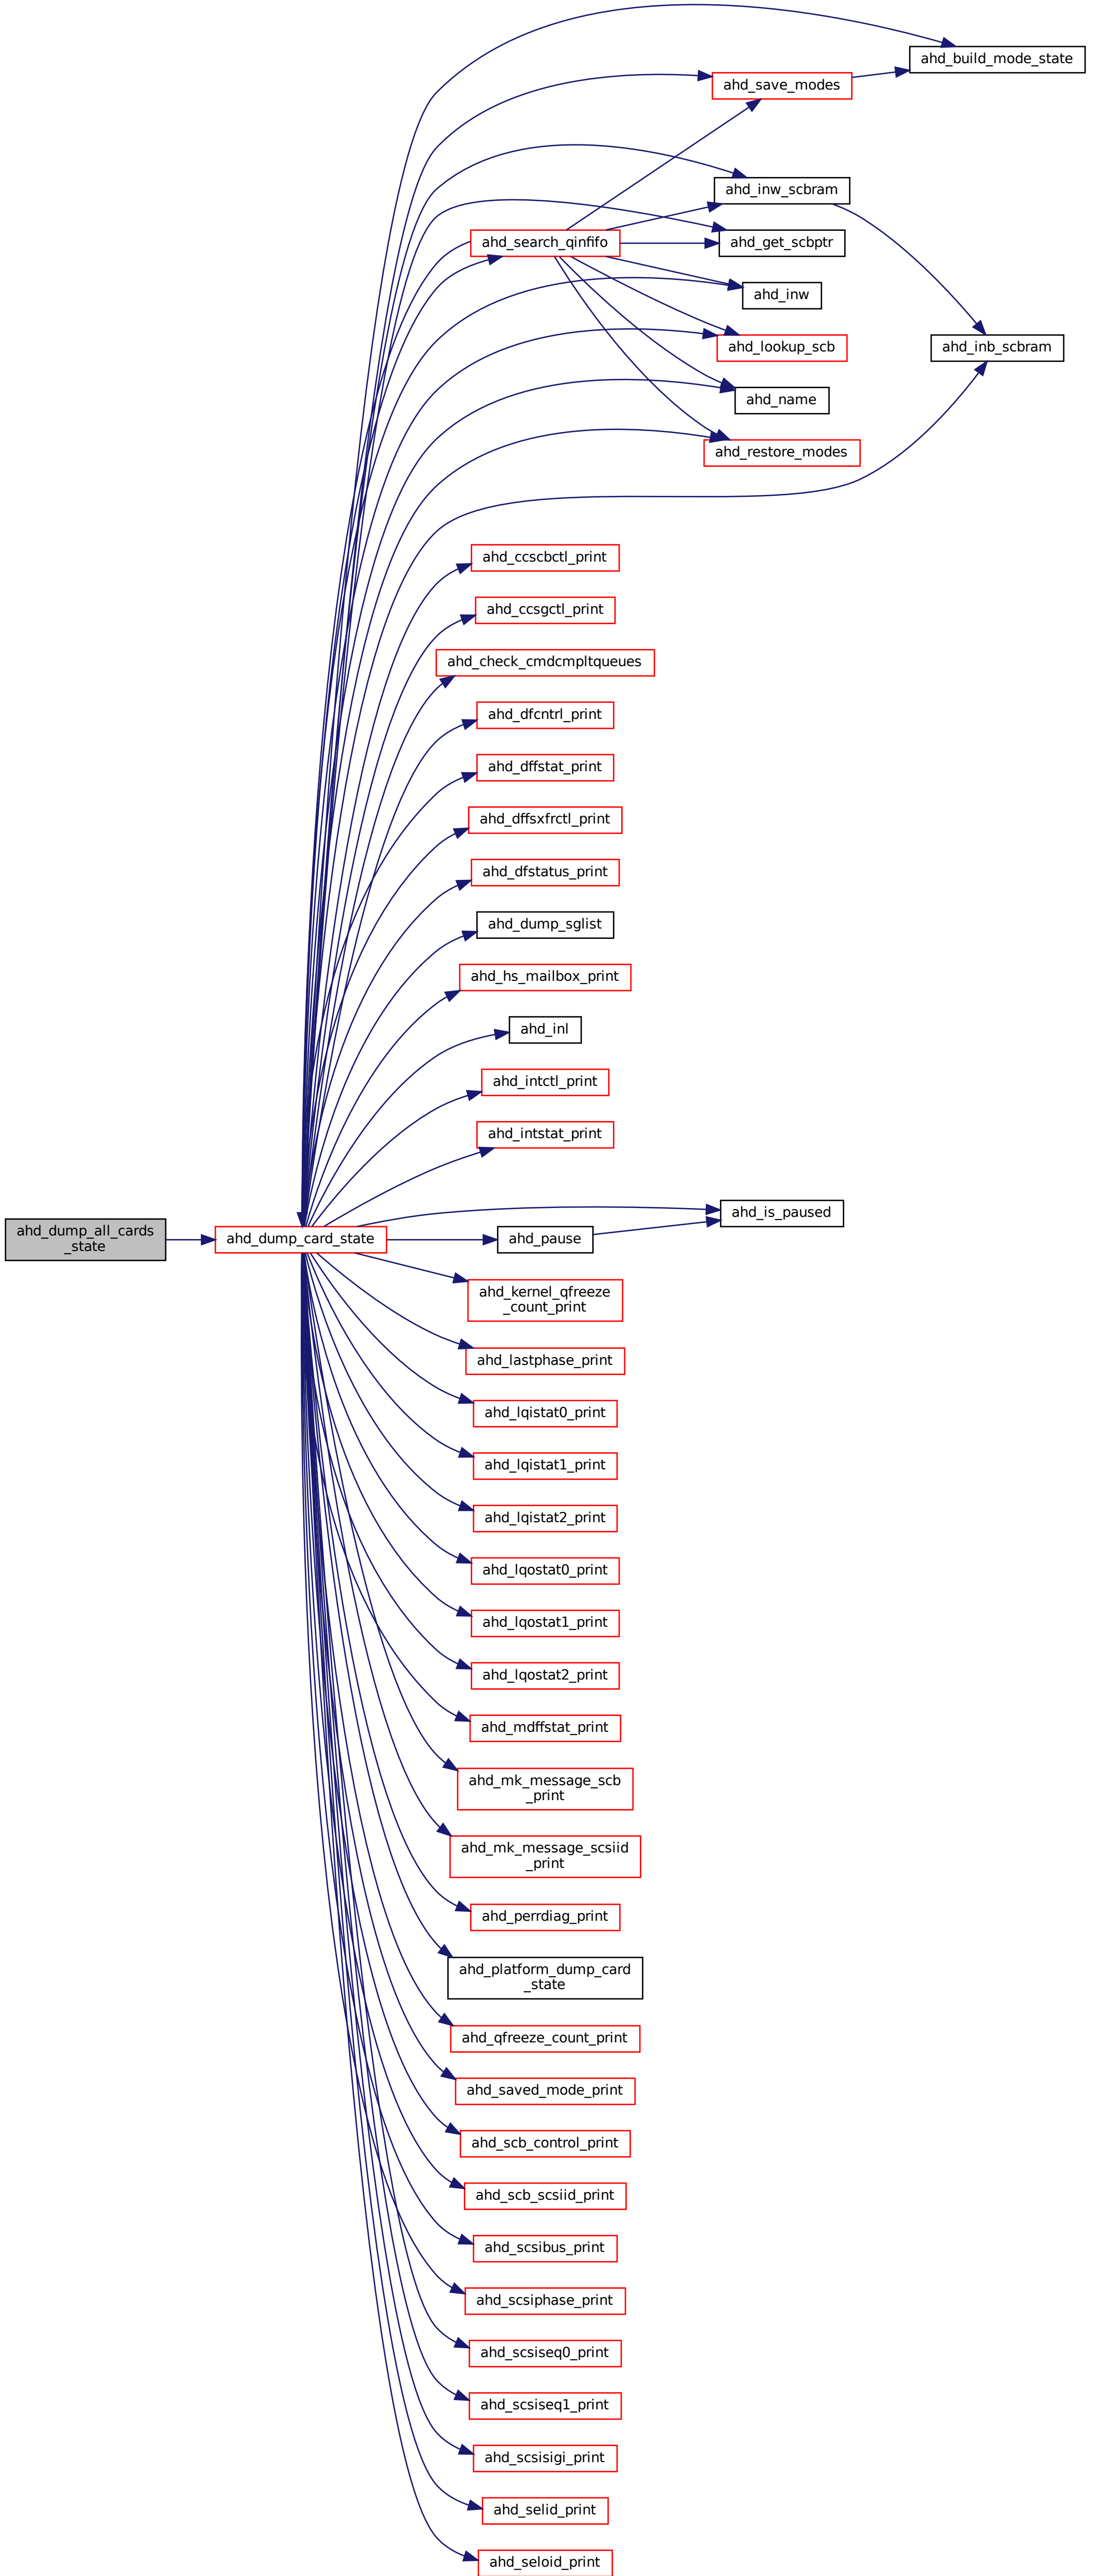 ahd_build_mode_state
ahd_save_modes
ahd_inw_scbram
ahd_search_qinfifo
ahd_get_scbptr
ahd_inw
ahd_lookup_scb
ahd_inb_scbram
ahd_name
ahd_restore_modes
ahd_ccscbctl_print
ahd_ccsgctl_print
ahd_check_cmdcmpltqueues
ahd_dfcntrl_print
ahd_dffstat_print
ahd_dffsxfrctl_print
ahd_dfstatus_print
ahd_dump_sglist
ahd_hs_mailbox_print
ahd_inl
ahd_intctl_print
ahd_intstat_print
ahd_is_paused
ahd_dump_all_cards
_state
ahd_dump_card_state
ahd_pause
ahd_kernel_qfreeze
_count_print
ahd_lastphase_print
ahd_lqistat0_print
ahd_lqistat1_print
ahd_lqistat2_print
ahd_lqostat0_print
ahd_lqostat1_print
ahd_lqostat2_print
ahd_mdffstat_print
ahd_mk_message_scb
_print
ahd_mk_message_scsiid
_print
ahd_perrdiag_print
ahd_platform_dump_card
_state
ahd_qfreeze_count_print
ahd_saved_mode_print
ahd_scb_control_print
ahd_scb_scsiid_print
ahd_scsibus_print
ahd_scsiphase_print
ahd_scsiseq0_print
ahd_scsiseq1_print
ahd_scsisigi_print
ahd_selid_print
ahd_seloid_print